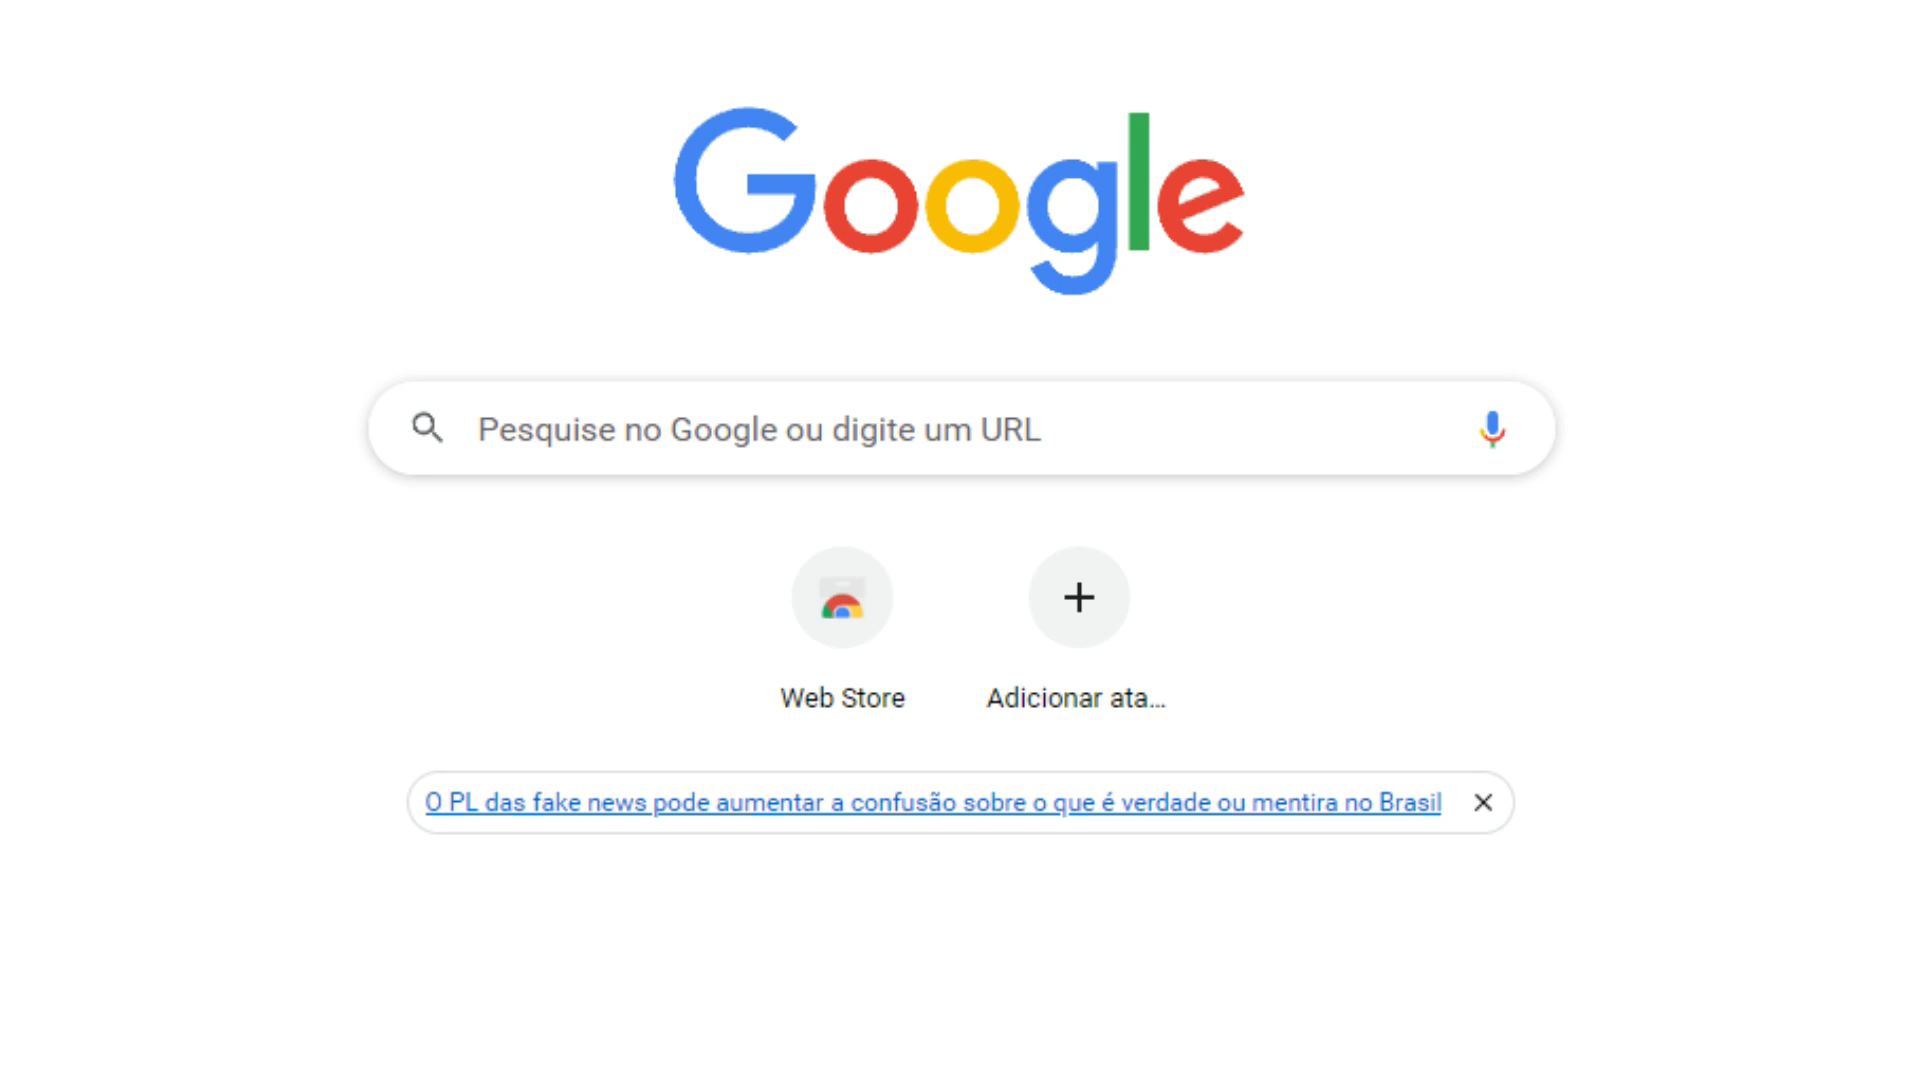 Google
Pesquise no Google ou digite um URL
Web Store
Adicionar ata...
O PL das fake news pode aumentar a confusão sobre o que é verdade ou mentira no Brasil